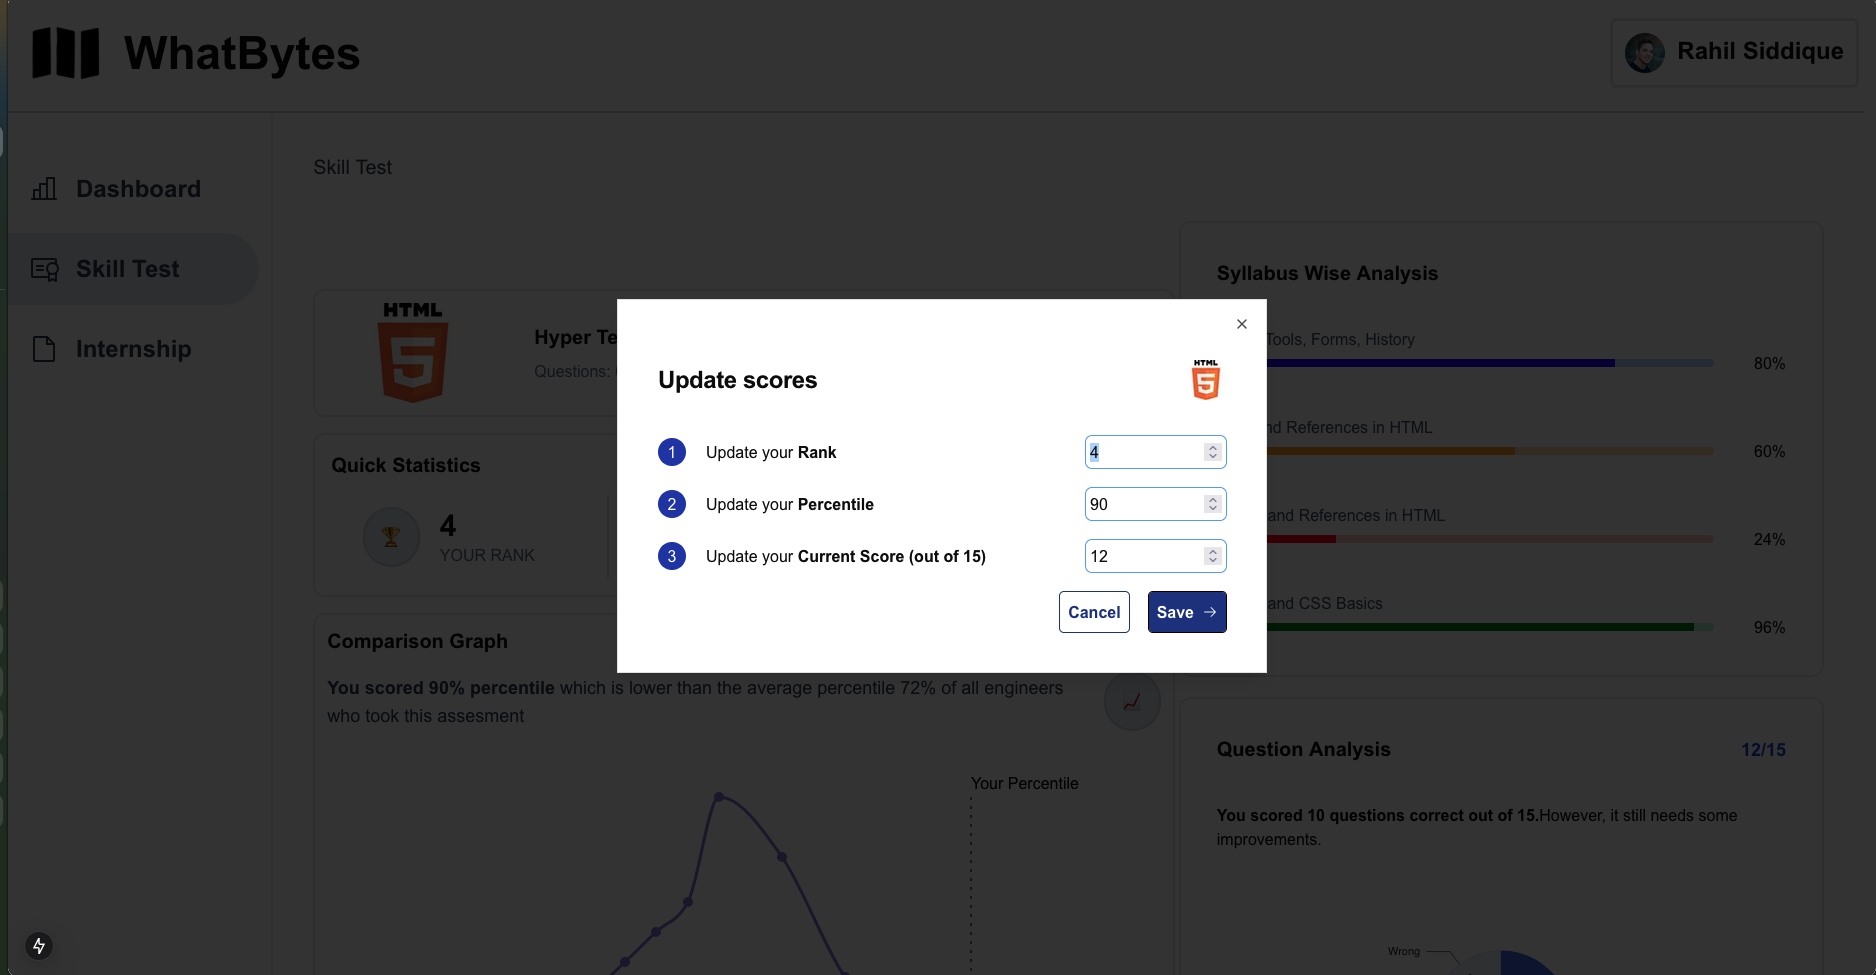 WhatBytes
Rahil Siddique
Dashboard
Skill Test
Internship
Skill Test
HTML
5
Hyper Te
Questions:
Quick Statistics
4
YOUR RANK
Comparison Graph
You scored 90% percentile which is lower than the average percentile 72% of all engineers
who took this assesment
Your Percentile
Update scores
HTML
5
1 Update your Rank 4
2 Update your Percentile 90
3 Update your Current Score (out of 15) 12
Cancel Save
Syllabus Wise Analysis
Tools, Forms, History
80%
References in HTML
60%
and References in HTML
24%
and CSS Basics
96%
Question Analysis 12/15
You scored 10 questions correct out of 15.However, it still needs some
improvements.
Wrong